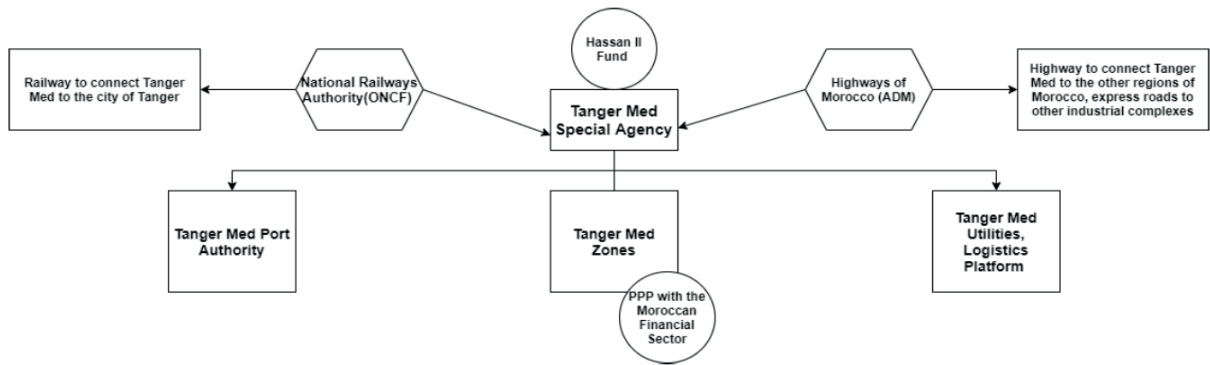 Hassan II
Fund
Railway to connect Tanger
Med to the city of Tanger
National Railways
Authority(ONCF)
Tanger Med
Special Agency
Highways of
Morocco (ADM)
Highway to connect Tanger
Med to the other regions of
Morocco, express roads to
other industrial complexes
Tanger Med Port
Authority
Tanger Med
Zones
PPP with the
Moroccan
Financial
Sector
Tanger Med
Utilities,
Logistics
Platform